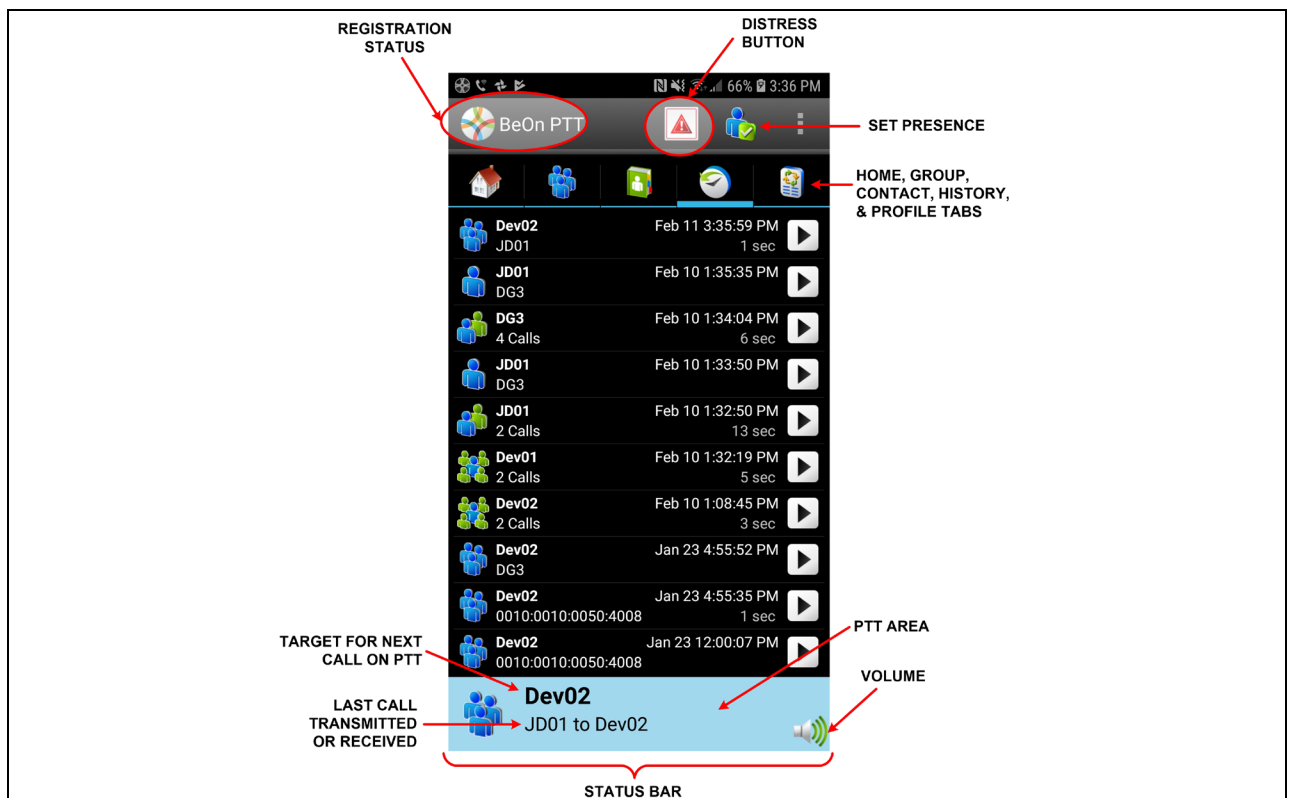 REGISTRATION
STATUS
DISTRESS
BUTTON
66% 3:36 PM
BeOn PTT
SET PRESENCE
HOME, GROUP,
CONTACT, HISTORY,
& PROFILE TABS
Dev02 Feb 11 3:35:59 PM
JD01 1 sec
JD01 Feb 10 1:35:35 PM
DG3
DG3 Feb 10 1:34:04 PM
4 Calls 6 sec
JD01 Feb 10 1:33:50 PM
DG3
JD01 Feb 10 1:32:50 PM
2 Calls 13 sec
Dev01 Feb 10 1:32:19 PM
2 Calls 5 sec
Dev02 Feb 10 1:08:45 PM
2 Calls 3 sec
Dev02 Jan 23 4:55:52 PM
DG3
Dev02 Jan 23 4:55:35 PM
0010:0010:0050:4008 1 sec
Dev02 Jan 23 12:00:07 PM
0010:0010:0050:4008
PTT AREA
TARGET FOR NEXT
CALL ON PTT
VOLUME
Dev02
LAST CALL
TRANSMITTED
OR RECEIVED
JD01 to Dev02
STATUS BAR